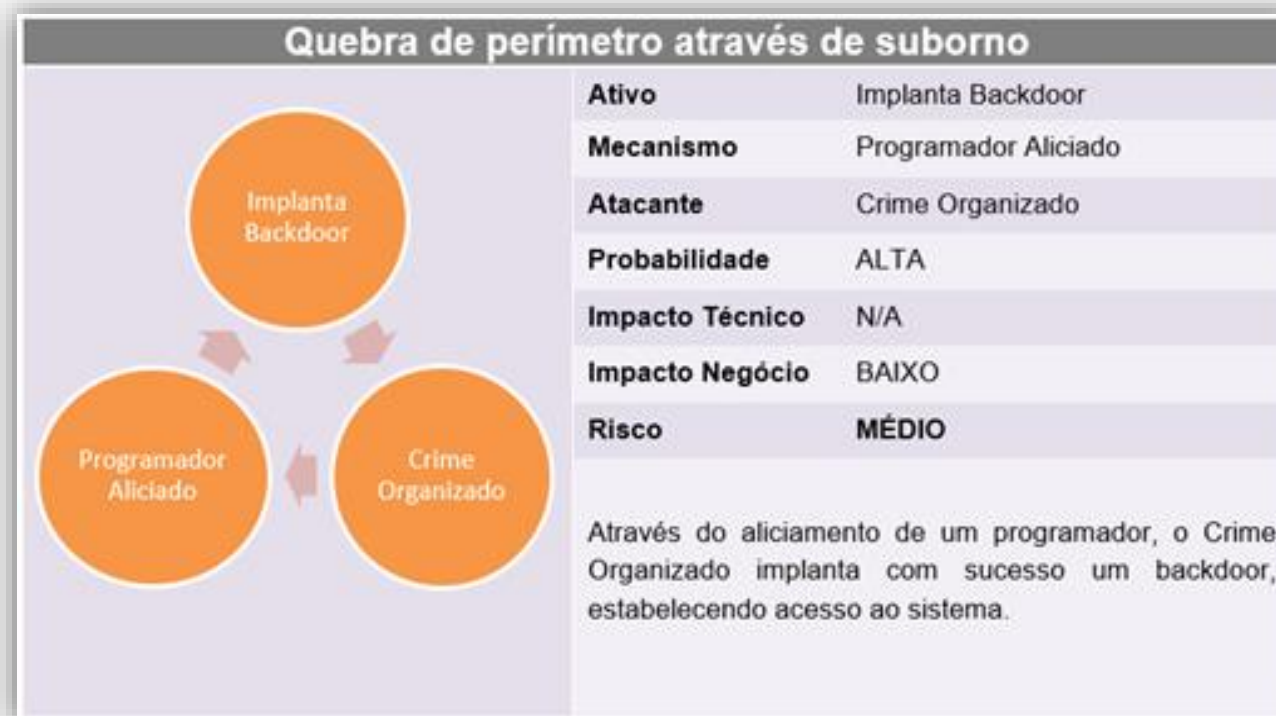 Quebra de perímetro através de suborno
Implanta
Backdoor
Programador
Aliciado
Crime
Organizado
Ativo Implanta Backdoor
Mecanismo Programador Aliciado
Atacante Crime Organizado
Probabilidade ALTA
Impacto Técnico N/A
Impacto Negócio BAIXO
Risco MÉDIO
Através do aliciamento de um programador, o Crime
Organizado implanta com sucesso um backdoor,
estabelecendo acesso ao sistema.